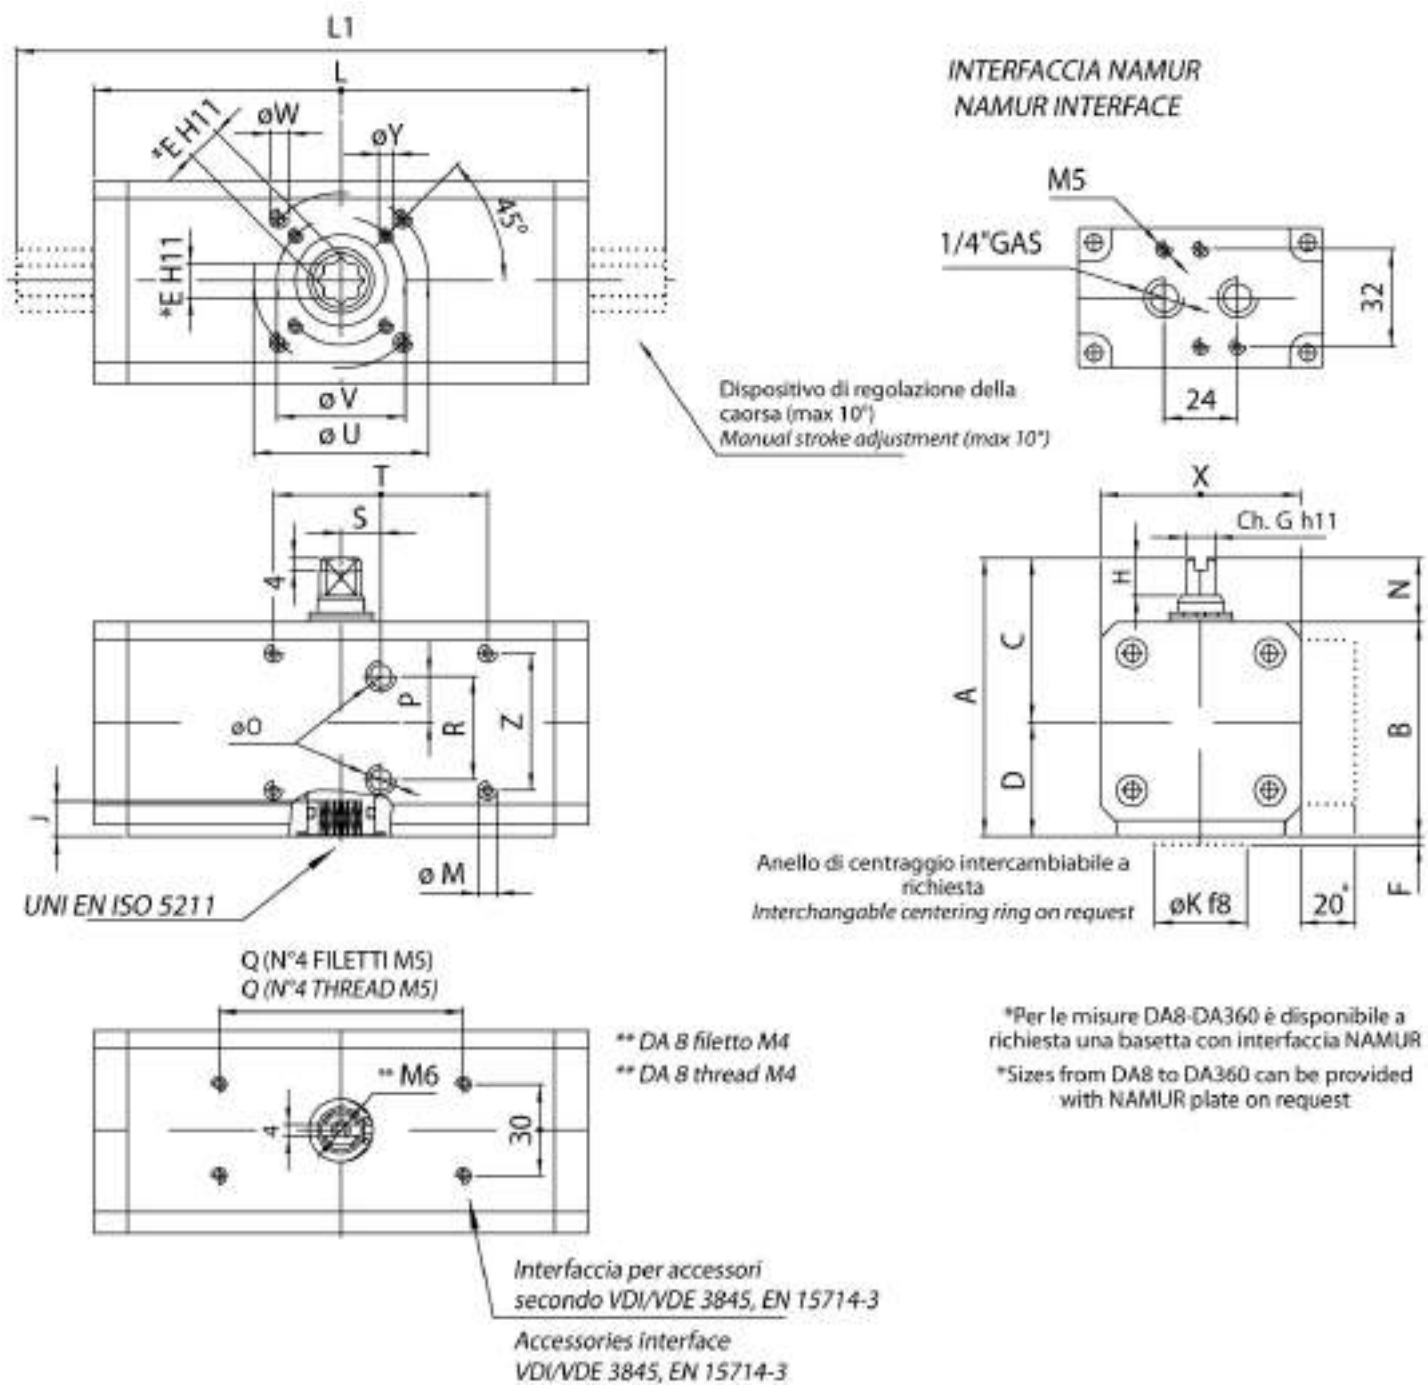 L1
L
øW
*E H11
øY
45°
*E H11
ø V
ø U
INTERFACCIA NAMUR
NAMUR INTERFACE
M5
1/4"GAS
32
24
Dispositivo di regolazione della
caorsa (max 10°)
Manual stroke adjustment (max 10°)
T
S
4
P
R
Z
øO
J
ø M
UNI EN ISO 5211
X
Ch. G h11
H
N
C
A
B
D
F
Anello di centraggio intercambiabile a
richiesta
Interchangable centering ring on request
øK f8
20*
Q (N°4 FILETTI M5)
Q (N°4 THREAD M5)
** M6
4
30
** DA 8 filetto M4
** DA 8 thread M4
*Per le misure DA8-DA360 è disponibile a
richiesta una basetta con interfaccia NAMUR
*Sizes from DA8 to DA360 can be provided
with NAMUR plate on request
Interfaccia per accessori
secondo VDI/VDE 3845, EN 15714-3
Accessories interface
VDI/VDE 3845, EN 15714-3